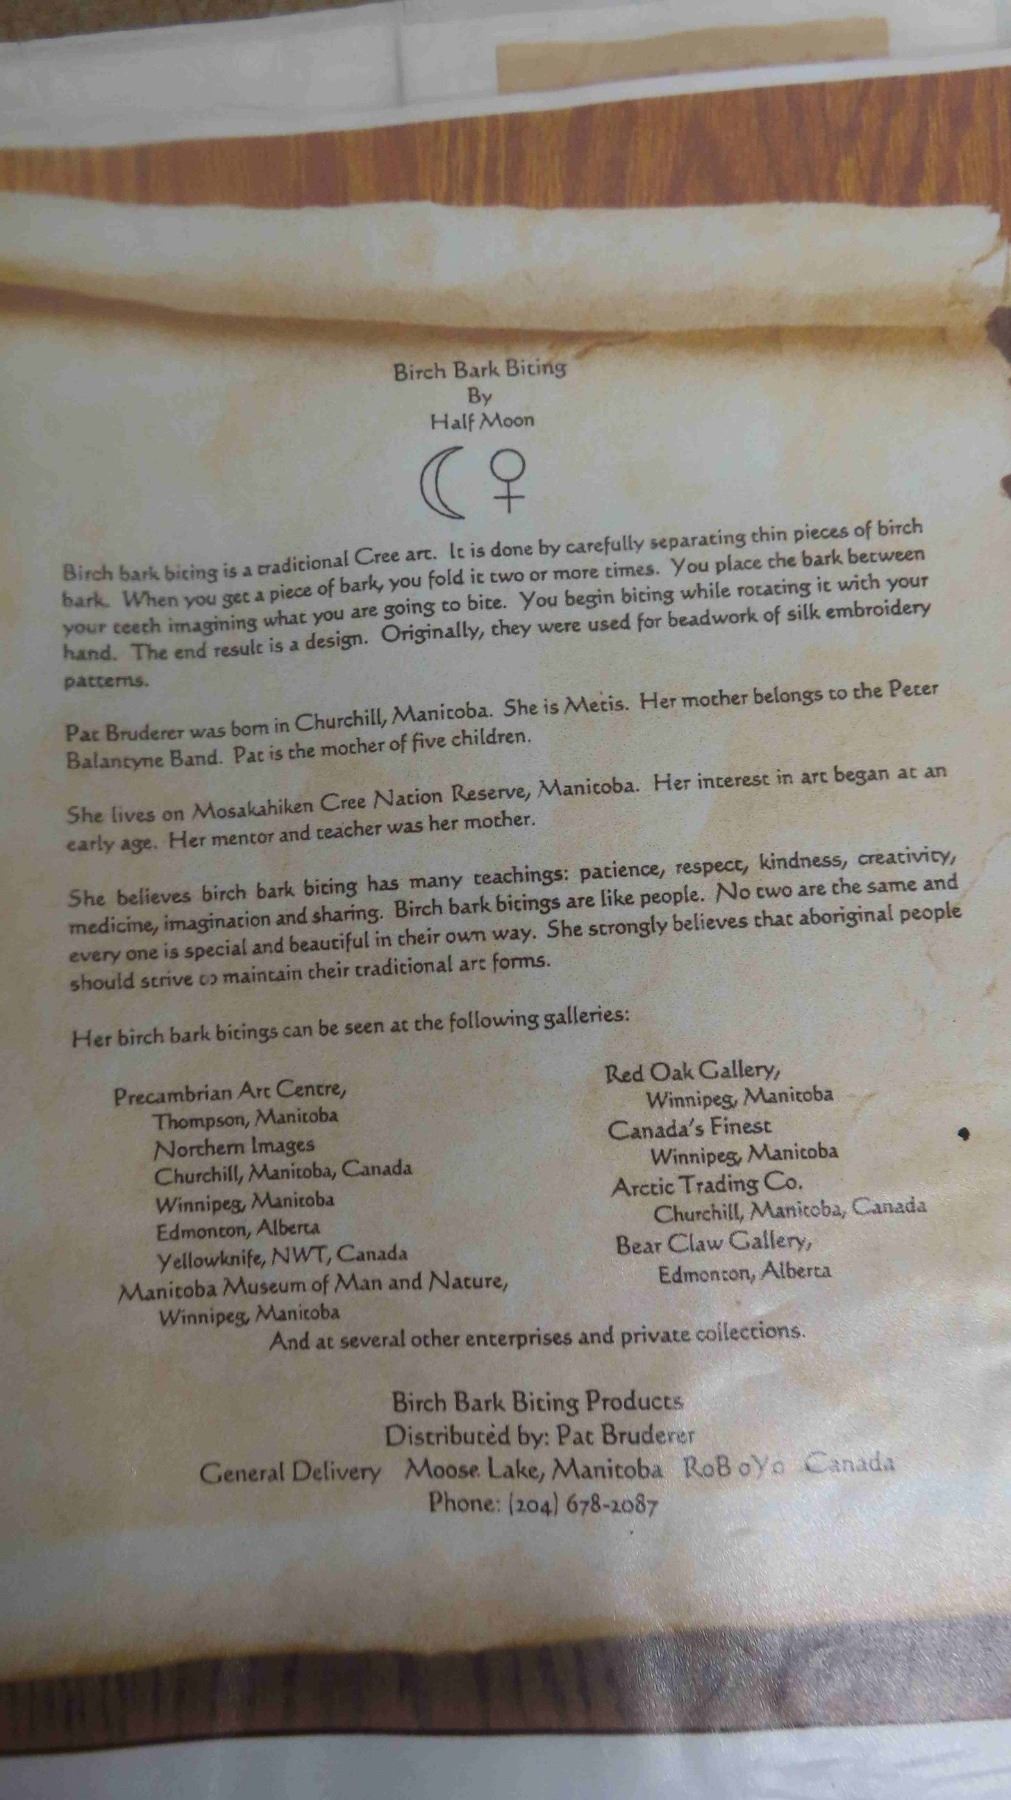 Birch Bark Biting
By
Half Moon
Birch bark biting is a traditional Cree art. It is done by carefully separating thin pieces of birch
bark. When you get a piece of bark, you fold it two or more times. You place the bark between
your teeth imagining what you are going to bite. You begin biting while rotating it with your
hand. The end result is a design. Originally, they were used for beadwork of silk embroidery
patterns.
Pat Bruderer was born in Churchill, Manitoba. She is Metis. Her mother belongs to the Peter
Balantyne Band. Pat is the mother of five children.
She lives on Mosakahiken Cree Nation Reserve, Manitoba. Her interest in art began at an
early age. Her mentor and teacher was her mother.
She believes birch bark biting has many teachings: patience, respect, kindness, creativity,
medicine, imagination and sharing. Birch bark bitings are like people. No two are the same and
every one is special and beautiful in their own way. She strongly believes that aboriginal people
should strive to maintain their traditional art forms.
Her birch bark bitings can be seen at the following galleries:
Precambrian Art Centre,
Thompson, Manitoba
Northern Images
Churchill, Manitoba, Canada
Winnipeg, Manitoba
Edmonton, Alberta
Yellowknife, NWT, Canada
Manitoba Museum of Man and Nature,
Winnipeg, Manitoba
Red Oak Gallery,
Winnipeg, Manitoba
Canada's Finest
Winnipeg, Manitoba
Arctic Trading Co.
Churchill, Manitoba, Canada
Bear Claw Gallery,
Edmonton, Alberta
And at several other enterprises and private collections.
Birch Bark Biting Products
Distributed by: Pat Bruderer
General Delivery Moose Lake, Manitoba R0B 0Y0 Canada
Phone: (204) 678-2087